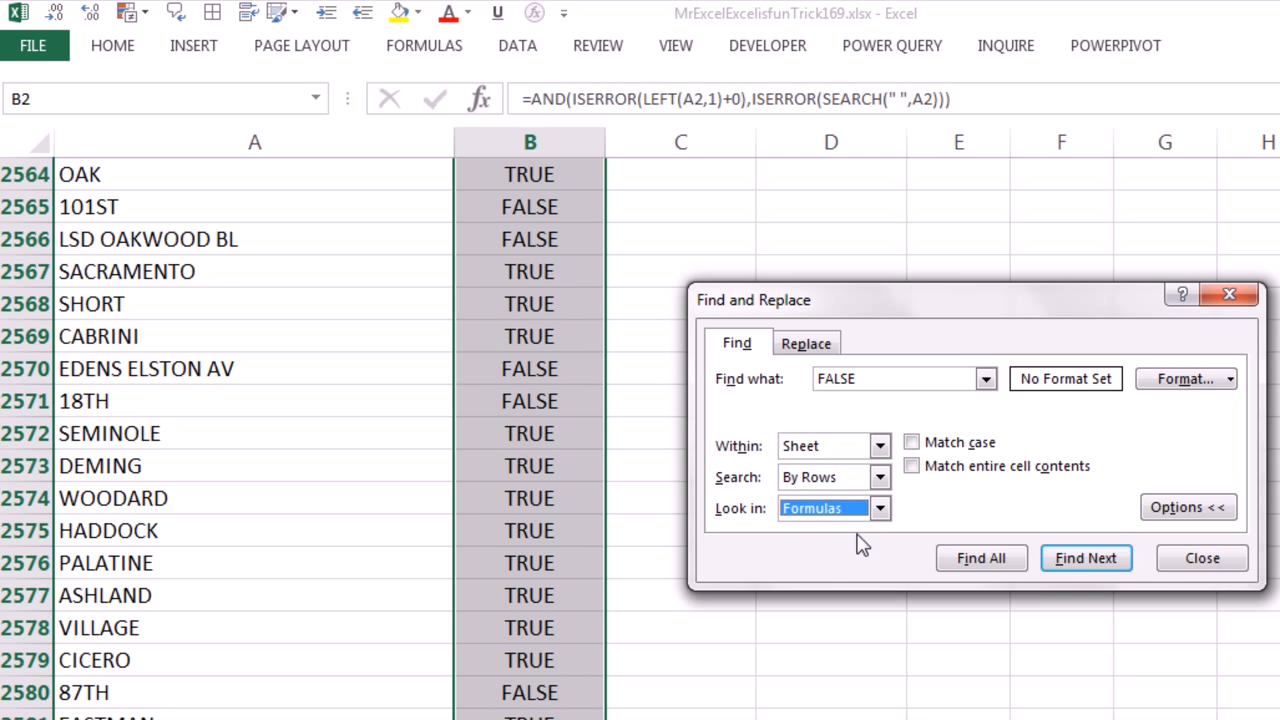 MrExcelExcelisfunTrick169.xlsx - Excel
FILE HOME INSERT PAGE LAYOUT FORMULAS DATA REVIEW VIEW DEVELOPER POWER QUERY INQUIRE POWERPIVOT
B2 fx =AND(ISERROR(LEFT(A2,1)+0),ISERROR(SEARCH(" ",A2)))
A B C D E F G H
2564 OAK TRUE
2565 101ST FALSE
2566 LSD OAKWOOD BL FALSE
2567 SACRAMENTO TRUE
2568 SHORT TRUE
2569 CABRINI TRUE
2570 EDENS ELSTON AV FALSE
2571 18TH FALSE
2572 SEMINOLE TRUE
2573 DEMING TRUE
2574 WOODARD TRUE
2575 HADDOCK TRUE
2576 PALATINE TRUE
2577 ASHLAND TRUE
2578 VILLAGE TRUE
2579 CICERO TRUE
2580 87TH FALSE
2581 EASTMAN TRUE
Find and Replace
Find Replace
Find what: FALSE No Format Set Format...
Within: Sheet Match case
Search: By Rows Match entire cell contents
Look in: Formulas Options <<
Find All Find Next Close